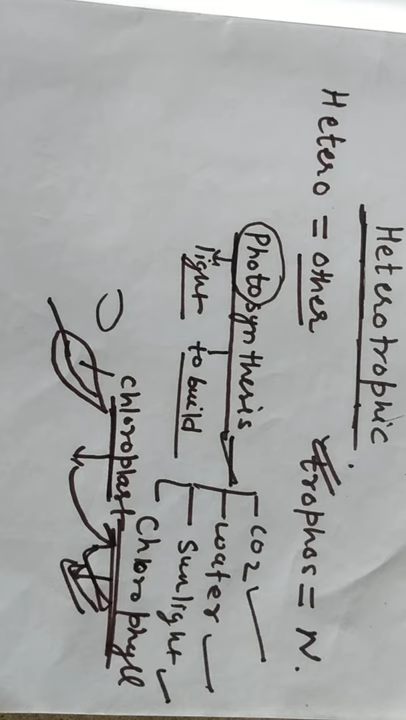 Heterotrophic
Hetero = other trophos = N.
Photosynthesis
light to build
CO2
water
Sunlight
Chloroplast
Chlorophyll